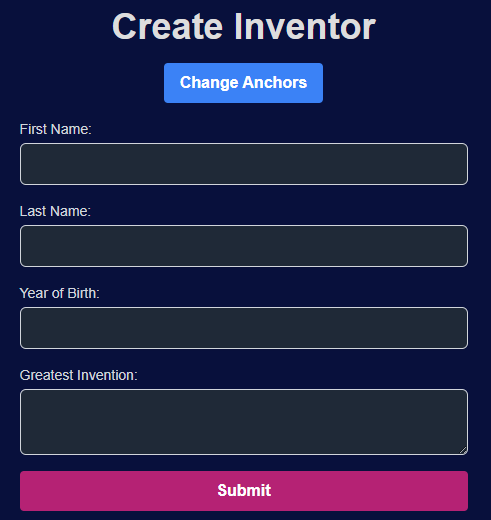 Create Inventor
Change Anchors
First Name:
Last Name:
Year of Birth:
Greatest Invention:
Submit